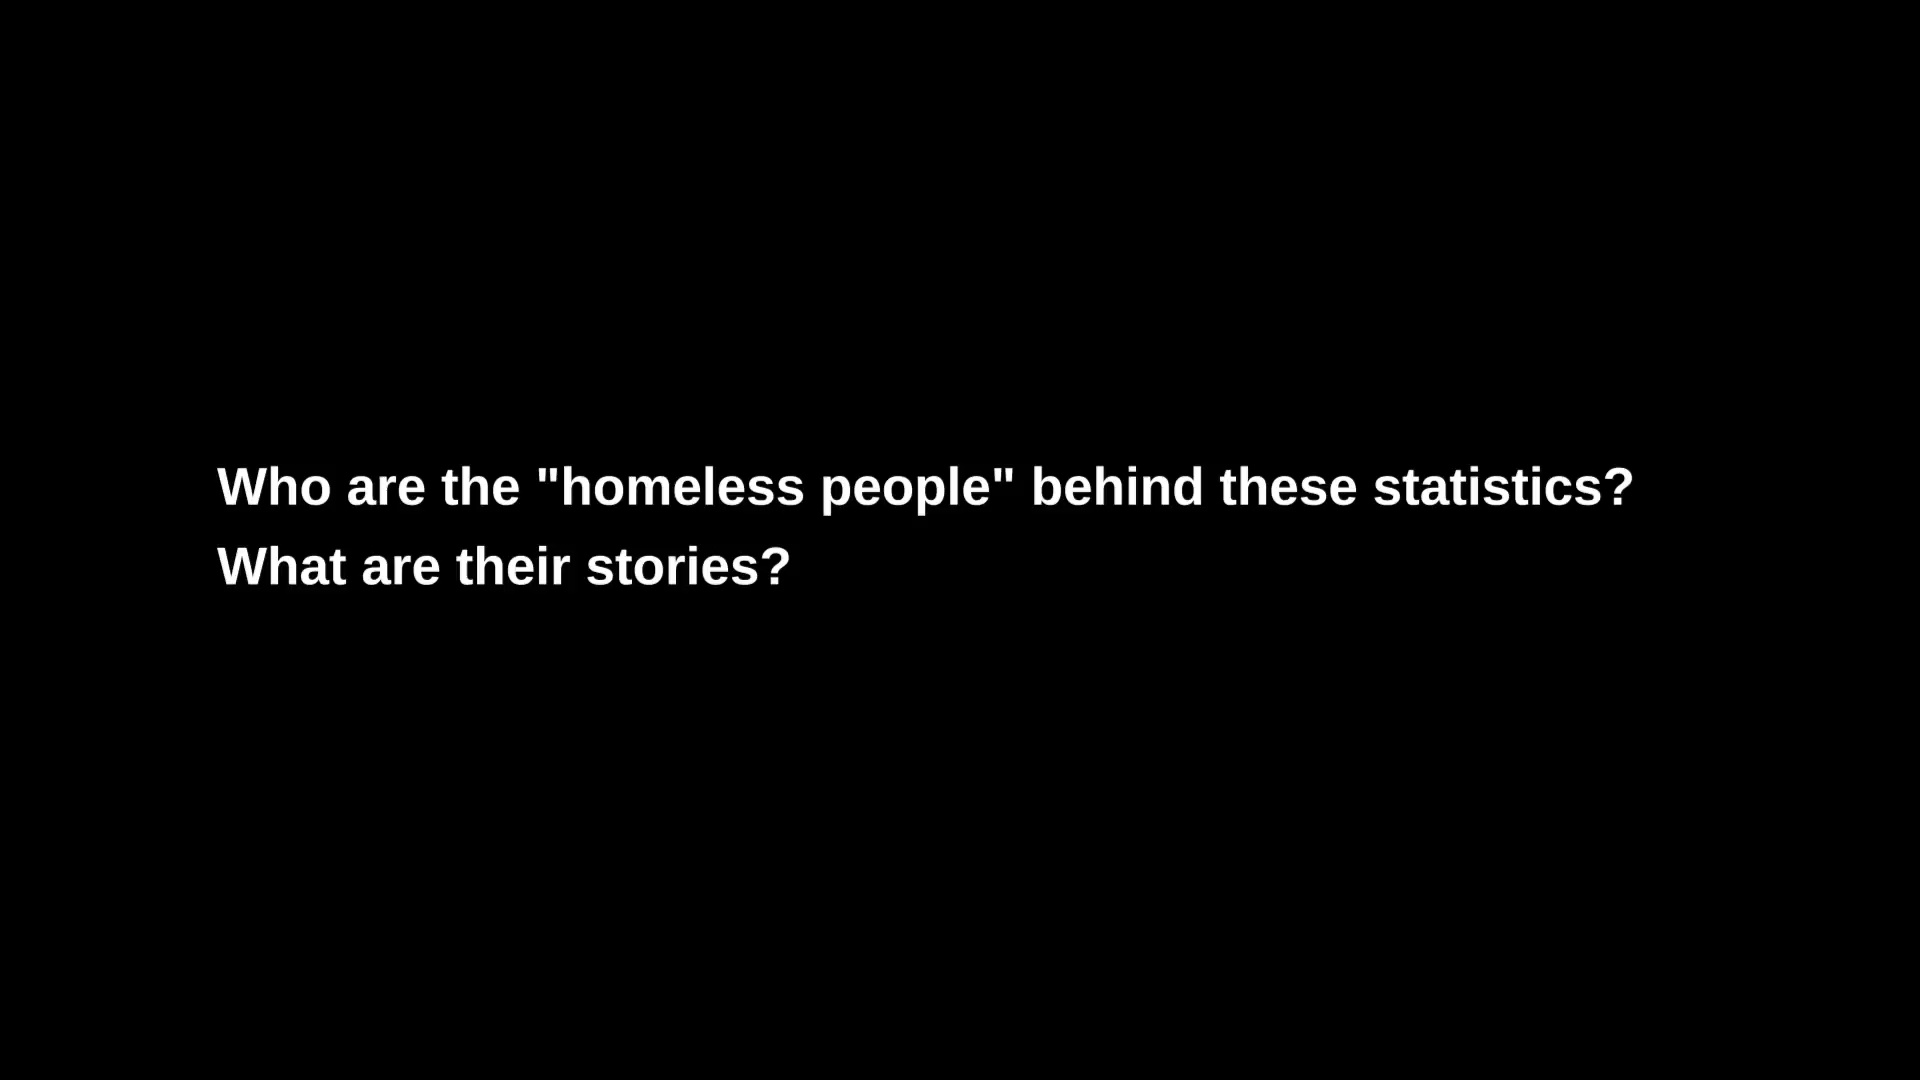 Who are the "homeless people" behind these statistics?
What are their stories?